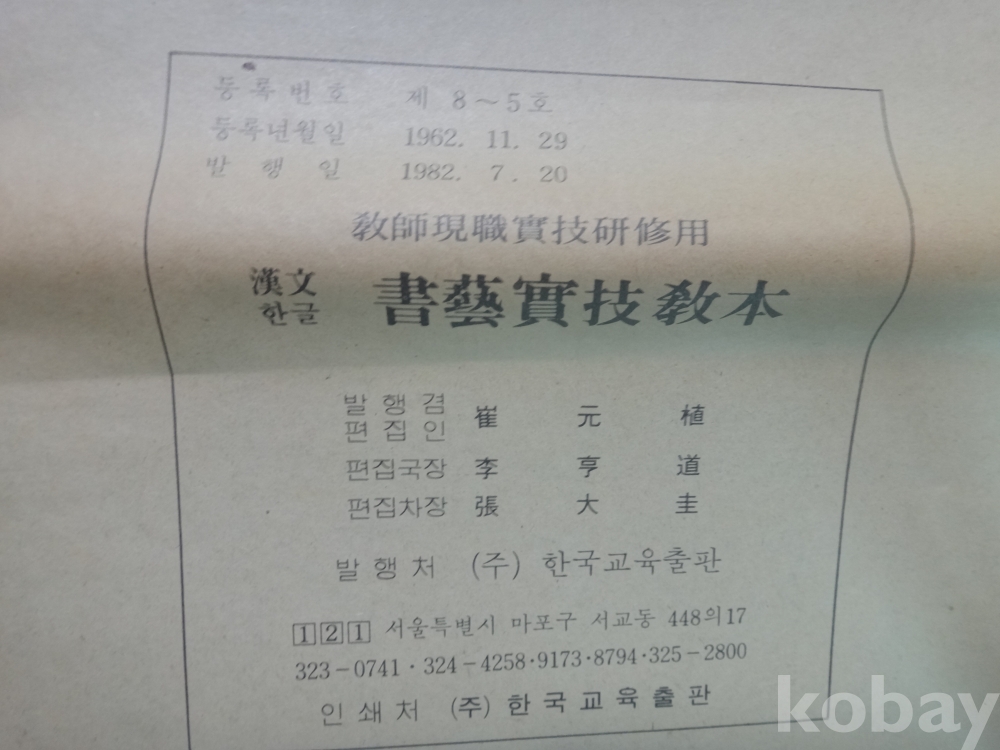 등록번호 제 8~5호
등록년월일 1962. 11. 29
발행일 1982. 7. 20
敎師現職實技硏修用
漢文
한글
書藝實技敎本
발행겸
편집인 崔元植
편집국장 李亨道
편집차장 張大圭
발행처 (주) 한국교육출판
121 서울특별시 마포구 서교동 448의17
323-0741·324-4258·9173·8794·325-2800
인쇄처 (주) 한국교육출판
kobay